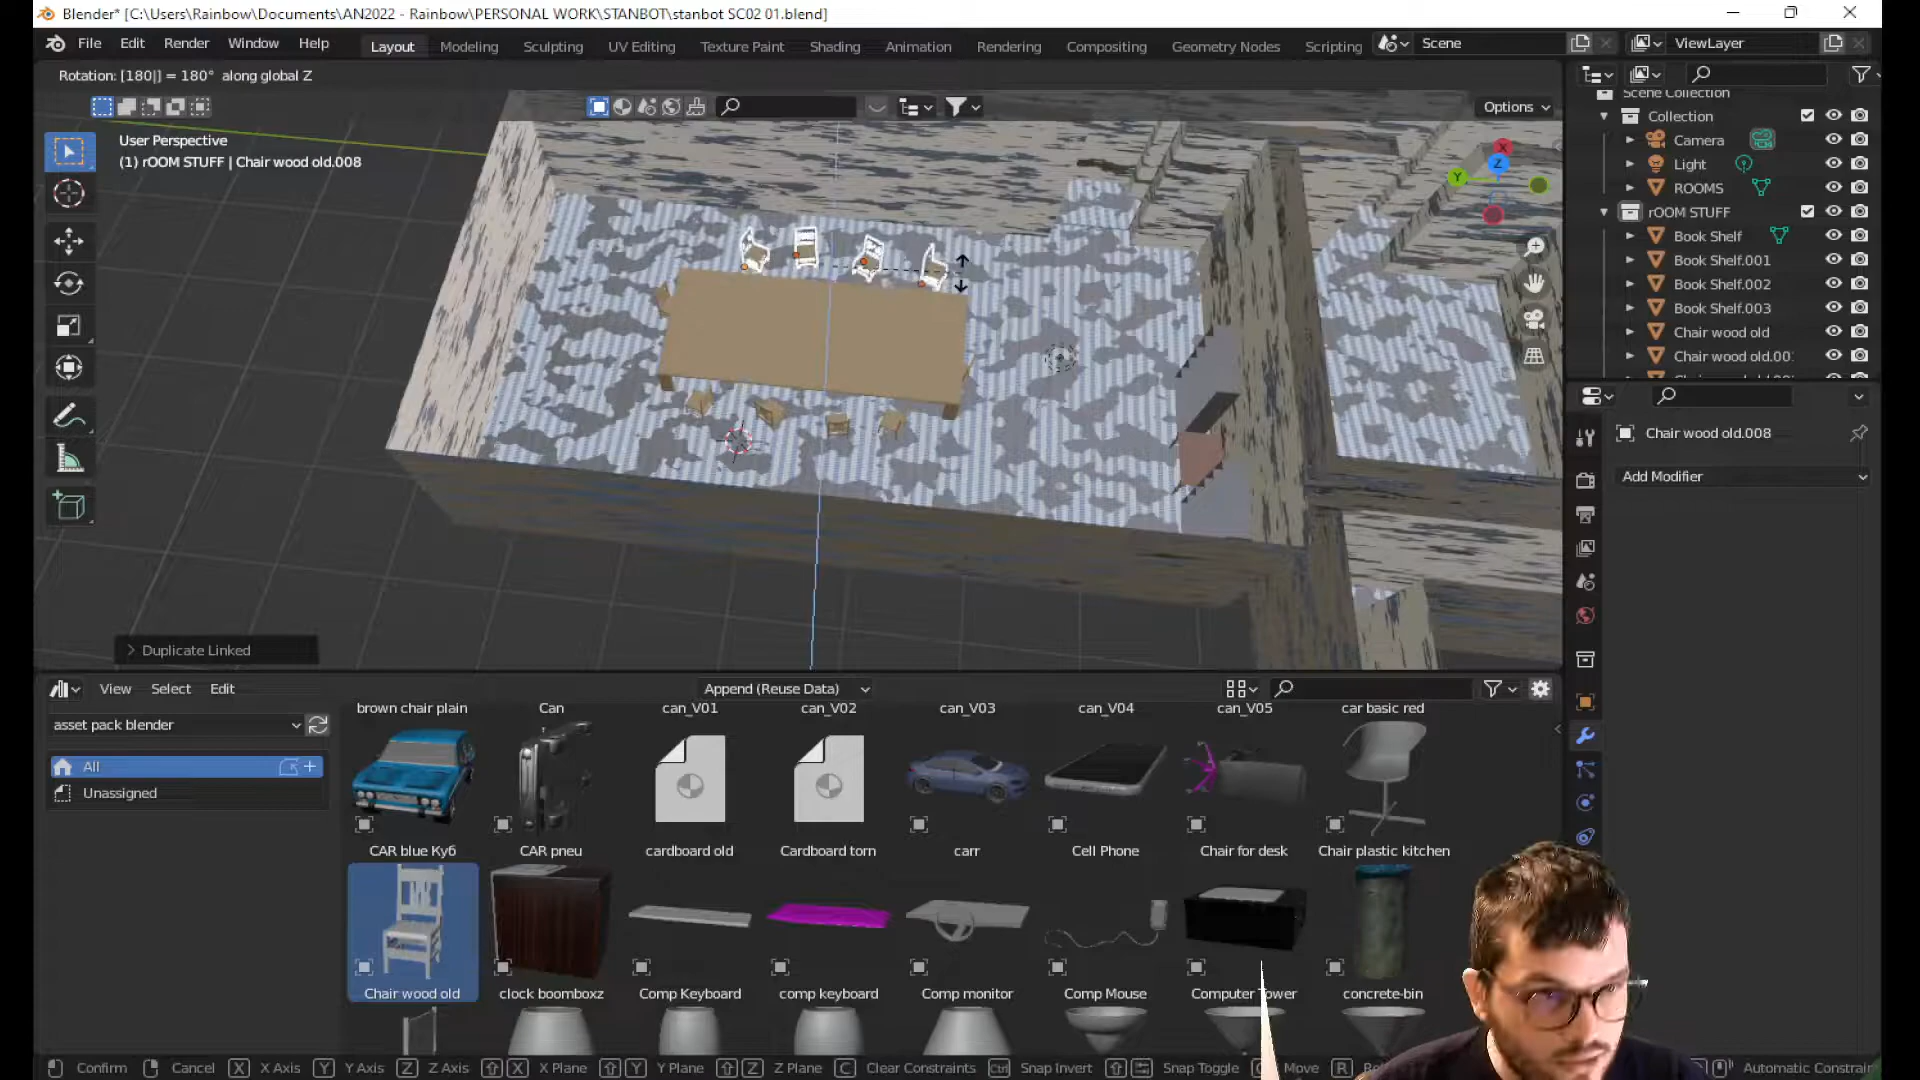 Blender* [C:\Users\Rainbow\Documents\AN2022 - Rainbow\PERSONAL WORK\STANBOT\stanbot SC02 01.blend]
File Edit Render Window Help Layout Modeling Sculpting UV Editing Texture Paint Shading Animation Rendering Compositing Geometry Nodes Scripting Scene ViewLayer
Rotation: [180|] = 180° along global Z
Options
User Perspective
(1) rOOM STUFF | Chair wood old.008
X
Y
Z
Duplicate Linked
Scene Collection
Collection
Camera
Light
ROOMS
rOOM STUFF
Book Shelf
Book Shelf.001
Book Shelf.002
Book Shelf.003
Chair wood old
Chair wood old.00
Chair wood old.008
Add Modifier
View Select Edit Append (Reuse Data)
asset pack blender
All
Unassigned
brown chair plain Can can_V01 can_V02 can_V03 can_V04 can_V05 car basic red
CAR blue Куб CAR pneu cardboard old Cardboard torn carr Cell Phone Chair for desk Chair plastic kitchen
Chair wood old clock boomboxz Comp Keyboard comp keyboard Comp monitor Comp Mouse Computer Tower concrete-bin
Confirm Cancel X X Axis Y Y Axis Z Z Axis X X Plane Y Y Plane Z Z Plane C Clear Constraints Ctrl Snap Invert Snap Toggle Move R Automatic Constrai